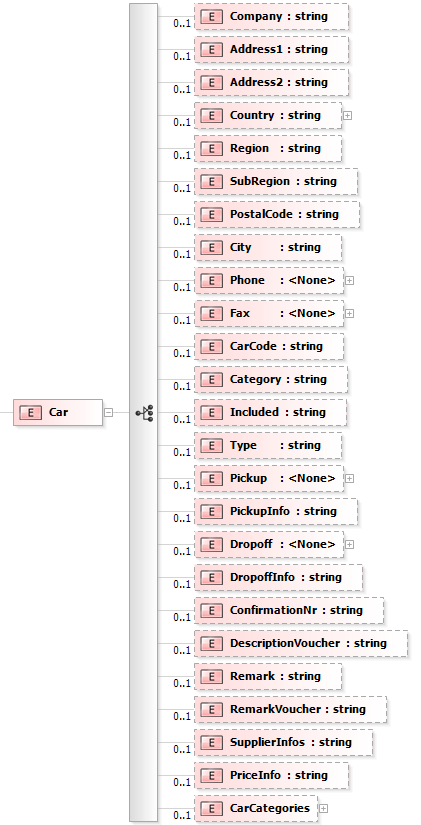 E Company : string
0..1
E Address1 : string
0..1
E Address2 : string
0..1
E Country : string
0..1
E Region : string
0..1
E SubRegion : string
0..1
E PostalCode : string
0..1
E City : string
0..1
E Phone : <None>
0..1
E Fax : <None>
0..1
E CarCode : string
0..1
E Category : string
0..1
E Car
E Included : string
0..1
E Type : string
0..1
E Pickup : <None>
0..1
E PickupInfo : string
0..1
E Dropoff : <None>
0..1
E DropoffInfo : string
0..1
E ConfirmationNr : string
0..1
E DescriptionVoucher : string
0..1
E Remark : string
0..1
E RemarkVoucher : string
0..1
E SupplierInfos : string
0..1
E PriceInfo : string
0..1
E CarCategories
0..1